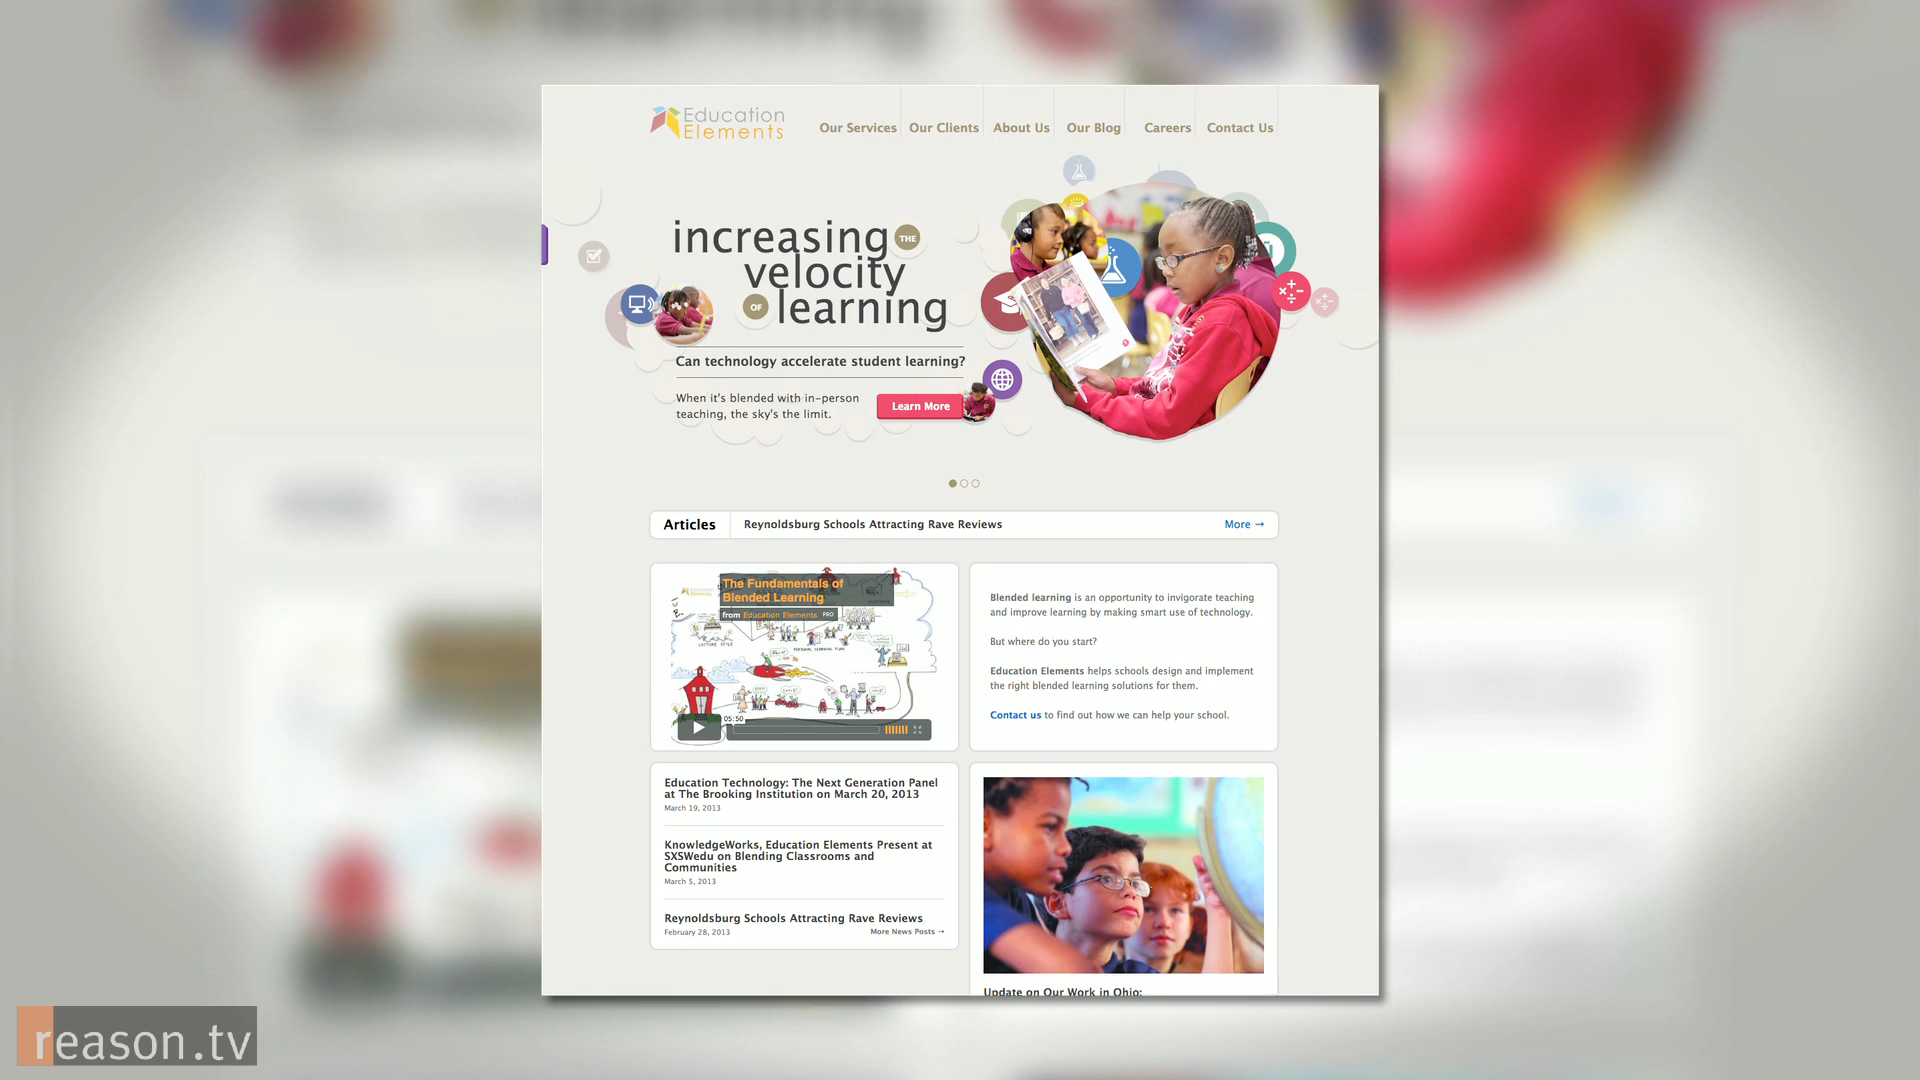 Education
Elements
Our Services
Our Clients
About Us
Our Blog
Careers
Contact Us
increasing THE
velocity
OF learning
Can technology accelerate student learning?
When it's blended with in-person
teaching, the sky's the limit.
Learn More
Articles
Reynoldsburg Schools Attracting Rave Reviews
More →
The Fundamentals of
Blended Learning
from Education Elements PRO
LECTURE STYLE
PERSONAL LEARNING PLAN
05:50
Blended learning is an opportunity to invigorate teaching
and improve learning by making smart use of technology.
But where do you start?
Education Elements helps schools design and implement
the right blended learning solutions for them.
Contact us to find out how we can help your school.
Education Technology: The Next Generation Panel
at The Brooking Institution on March 20, 2013
March 19, 2013
KnowledgeWorks, Education Elements Present at
SXSWedu on Blending Classrooms and
Communities
March 5, 2013
Reynoldsburg Schools Attracting Rave Reviews
February 28, 2013
More News Posts →
Update on Our Work in Ohio:
reason.tv